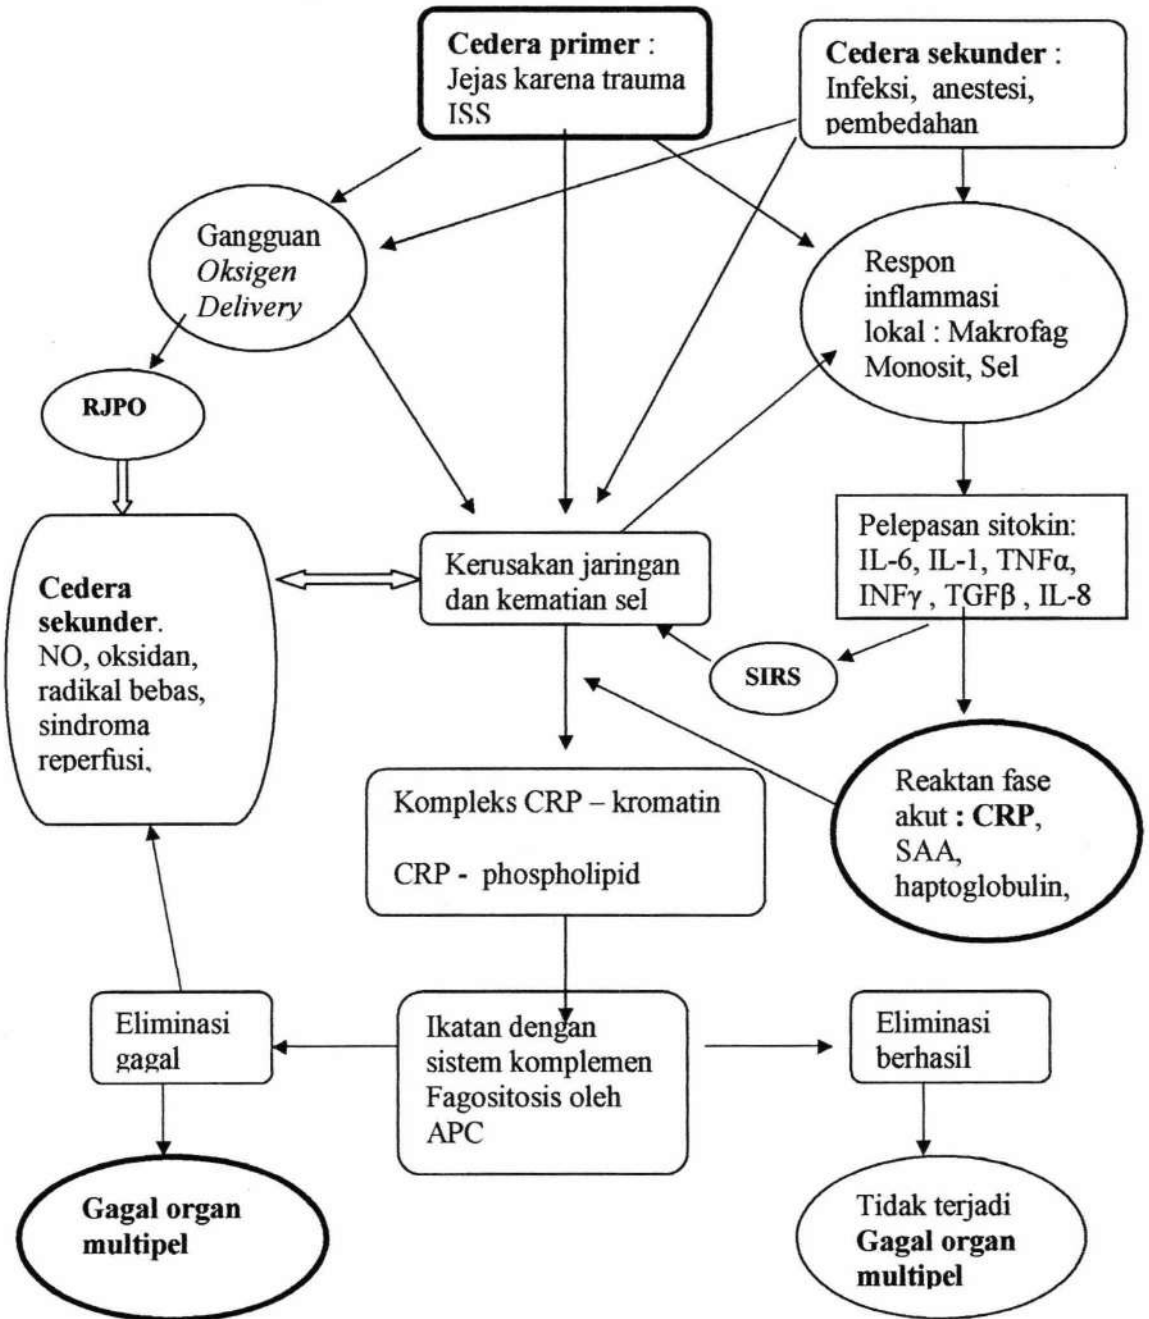 Cedera primer :
Jejas karena trauma
ISS
Cedera sekunder :
Infeksi, anestesi,
pembedahan
Gangguan
Oksigen
Delivery
Respon
inflammasi
lokal : Makrofag
Monosit, Sel
RJPO
Pelepasan sitokin:
IL-6, IL-1, TNFα,
INFγ , TGFβ , IL-8
Kerusakan jaringan
dan kematian sel
Cedera
sekunder.
NO, oksidan,
radikal bebas,
sindroma
reperfusi,
SIRS
Reaktan fase
akut : CRP,
SAA,
haptoglobulin,
Kompleks CRP – kromatin
CRP - phospholipid
Eliminasi
gagal
Ikatan dengan
sistem komplemen
Fagositosis oleh
APC
Eliminasi
berhasil
Gagal organ
multipel
Tidak terjadi
Gagal organ
multipel